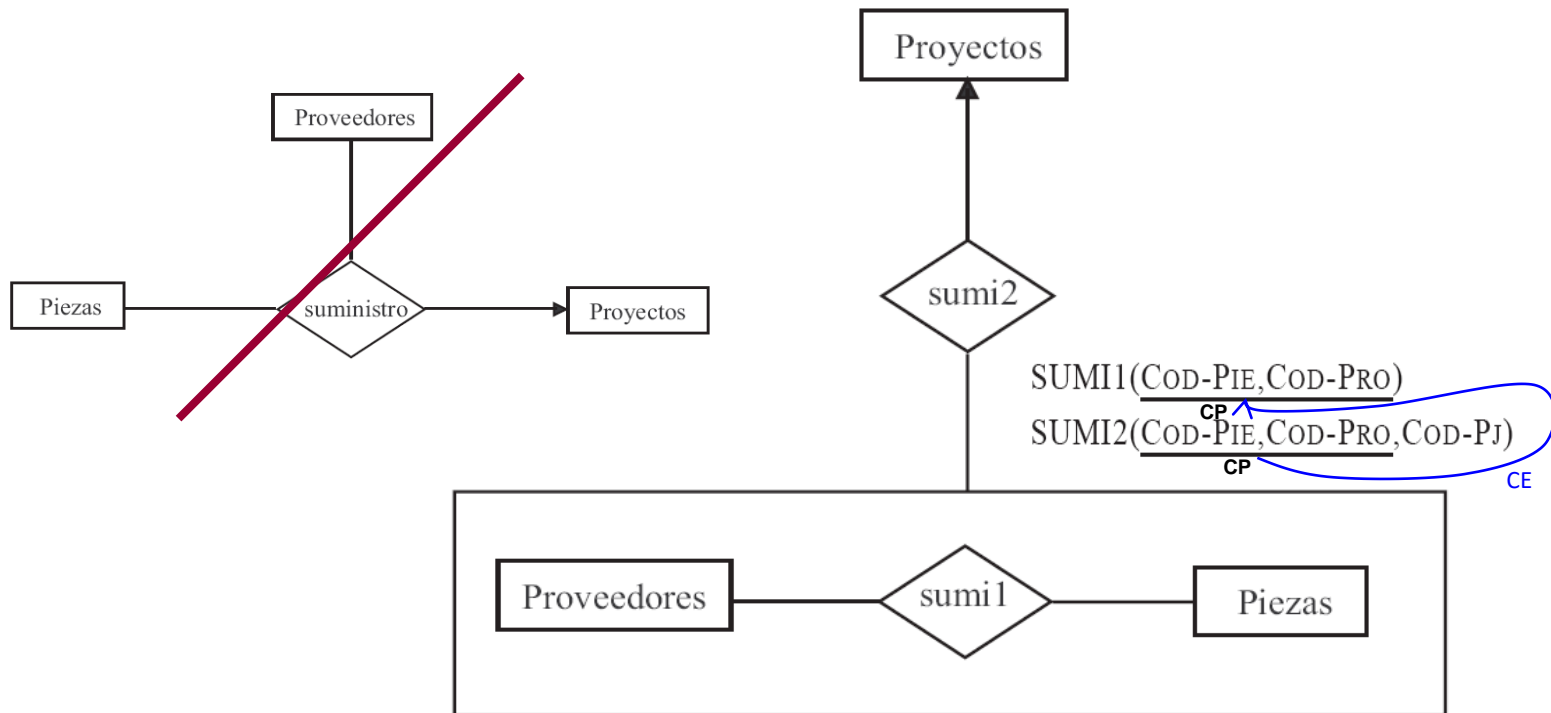 Proveedores
Piezas
suministro
Proyectos
Proyectos
sumi2
SUMI1(COD-PIE,COD-PRO)
CP
SUMI2(COD-PIE,COD-PRO,COD-PJ)
CP
CE
Proveedores
sumi1
Piezas